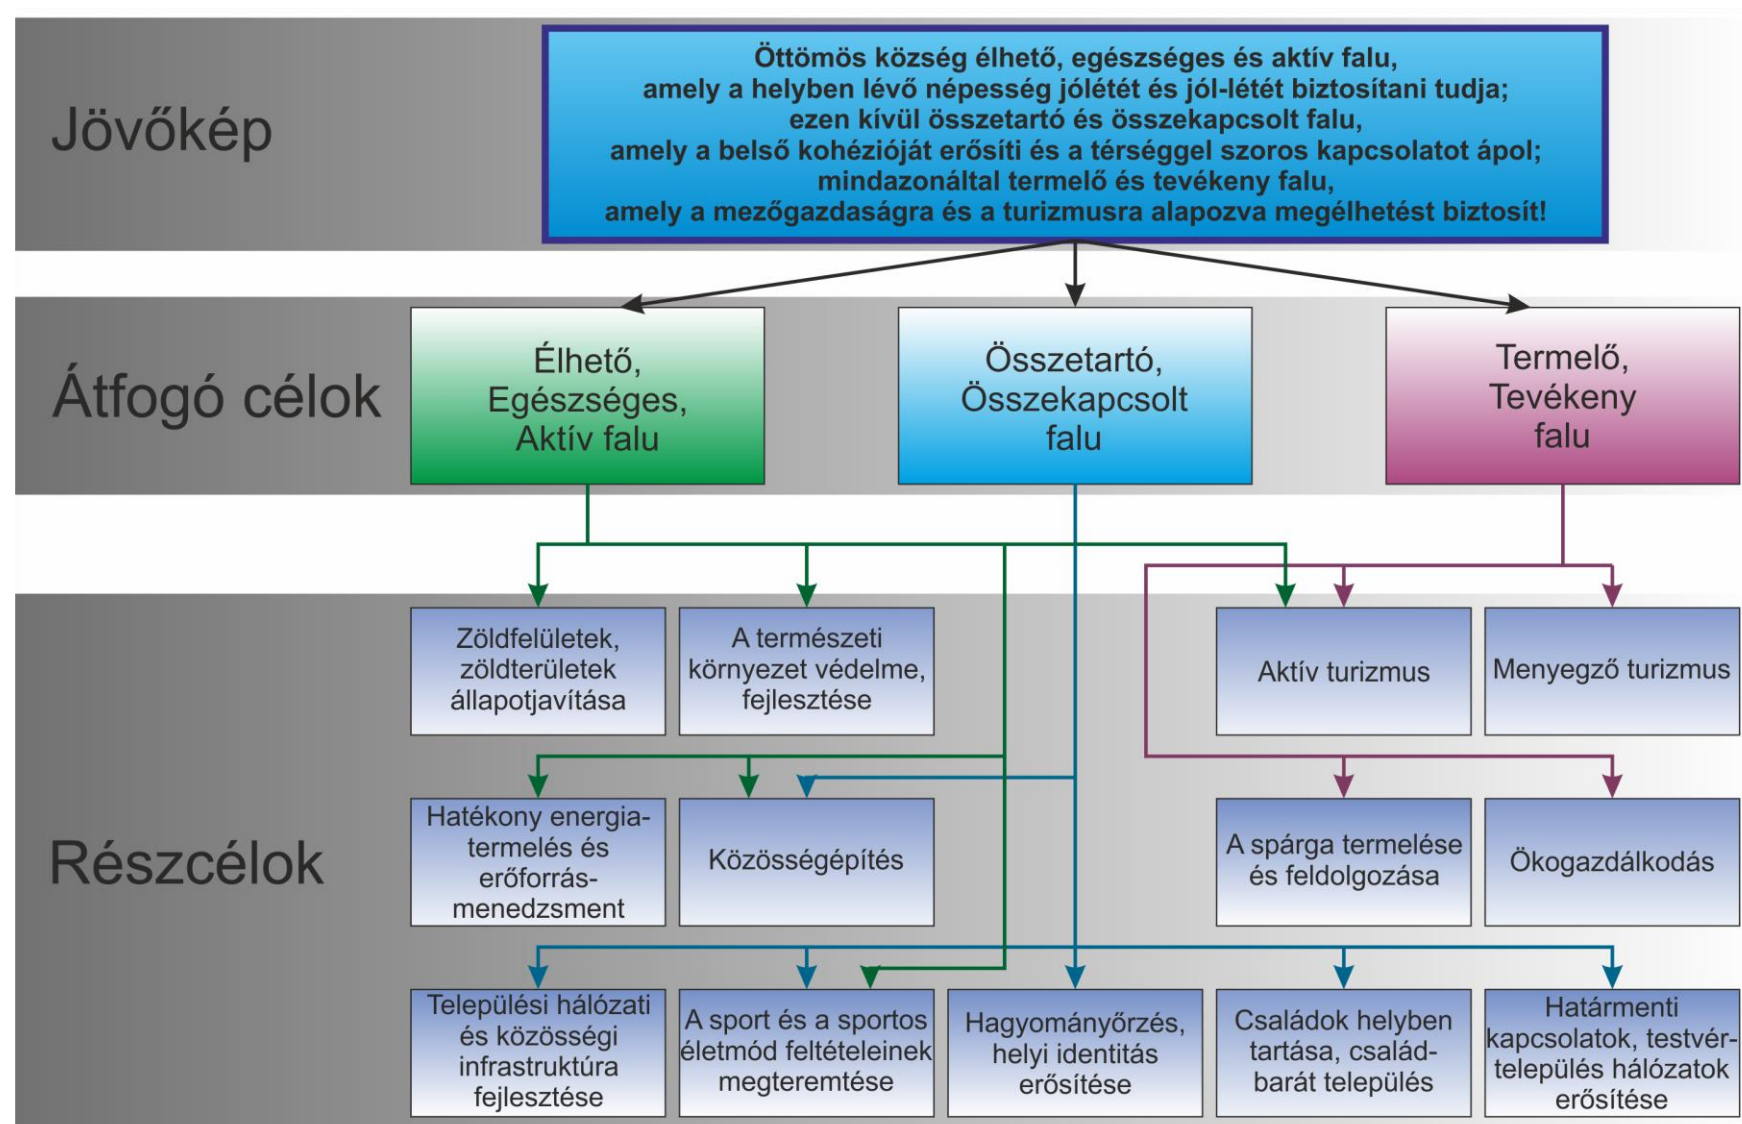 Jövőkép
Öttömös község élhető, egészséges és aktív falu,
amely a helyben lévő népesség jólétét és jól-létét biztosítani tudja;
ezen kívül összetartó és összekapcsolt falu,
amely a belső kohézióját erősíti és a térséggel szoros kapcsolatot ápol;
mindazonáltal termelő és tevékeny falu,
amely a mezőgazdaságra és a turizmusra alapozva megélhetést biztosít!
Átfogó célok
Élhető,
Egészséges,
Aktív falu
Összetartó,
Összekapcsolt
falu
Termelő,
Tevékeny
falu
Részcélok
Zöldfelületek,
zöldterületek
állapotjavítása
A természeti
környezet védelme,
fejlesztése
Aktív turizmus
Menyegző turizmus
Hatékony energia-
termelés és
erőforrás-
menedzsment
Közösségépítés
A spárga termelése
és feldolgozása
Ökogazdálkodás
Települési hálózati
és közösségi
infrastruktúra
fejlesztése
A sport és a sportos
életmód feltételeinek
megteremtése
Hagyományőrzés,
helyi identitás
erősítése
Családok helyben
tartása, család-
barát település
Határmenti
kapcsolatok, testvér-
település hálózatok
erősítése